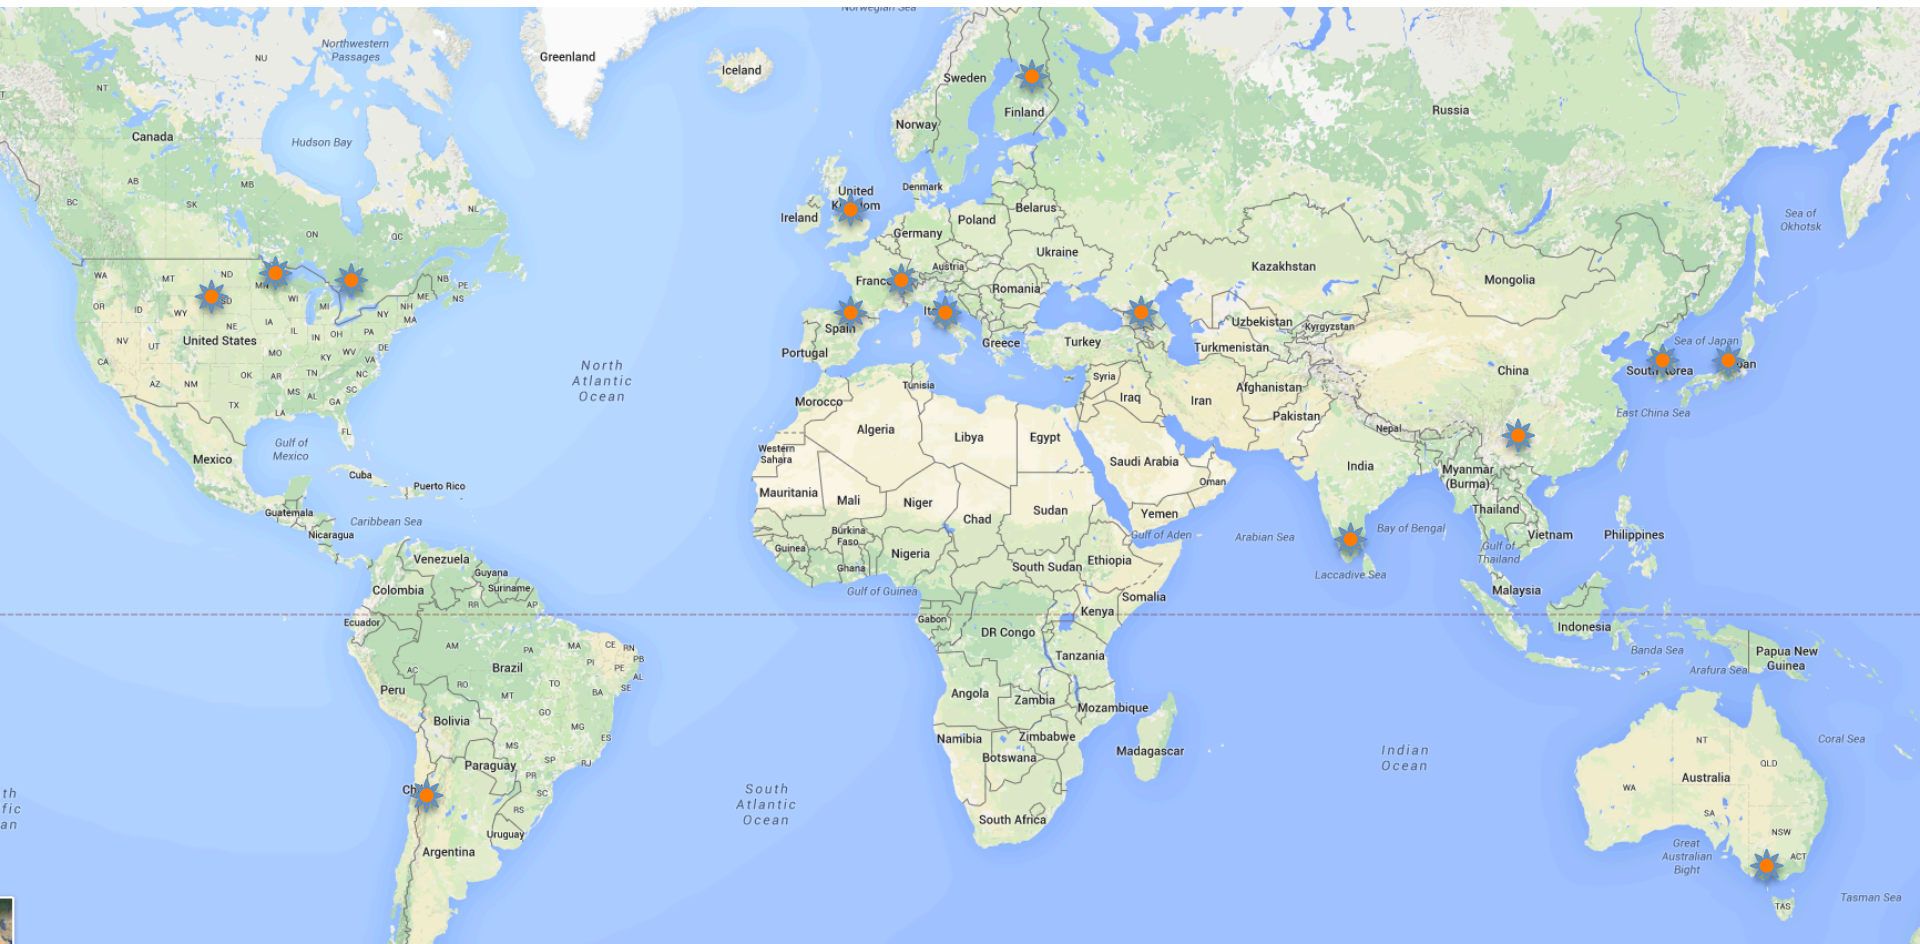 Norwegian Sea
Greenland
Iceland
NU
Northwestern
Passages
NT
Sweden
Finland
Norway
Russia
Canada
Hudson Bay
AB
MB
SK
BC
NL
ON
QC
United
Ireland
Denmark
Belarus
Poland
Germany
Ukraine
Sea of
Okhotsk
WA
MT
ND
NB
PE
ME
NS
Austria
France
Romania
Kazakhstan
Mongolia
OR
ID
WY
WI
MI
NH
NY
MA
IA
NE
IL
IN
OH
PA
NV
UT
United States
MO
KY
WV
VA
DE
CA
AZ
NM
OK
AR
TN
NC
MS
AL
SC
GA
TX
LA
FL
Spain
Portugal
Greece
Turkey
Uzbekistan
Kyrgyzstan
Turkmenistan
Sea of Japan
South Korea
China
North
Atlantic
Ocean
Tunisia
Syria
Iraq
Iran
Afghanistan
Pakistan
Morocco
Algeria
Libya
Egypt
East China Sea
Nepal
Gulf of
Mexico
Mexico
Western
Sahara
Saudi Arabia
India
Myanmar
(Burma)
Cuba
Puerto Rico
Oman
Mauritania
Mali
Niger
Chad
Sudan
Yemen
Thailand
Guatemala
Caribbean Sea
Nicaragua
Burkina
Faso
Gulf of Aden
Arabian Sea
Bay of Bengal
Vietnam
Philippines
Guinea
Nigeria
Ghana
South Sudan
Ethiopia
Gulf of
Thailand
Venezuela
Guyana
Suriname
Colombia
Gulf of Guinea
Somalia
Laccadive Sea
Malaysia
RR
AP
Ecuador
Gabon
DR Congo
Kenya
Indonesia
AM
PA
MA
CE
RN
PB
PI
PE
AL
SE
Brazil
AC
RO
TO
BA
MT
Peru
Tanzania
Banda Sea
Arafura Sea
Papua New
Guinea
Angola
Zambia
Mozambique
Bolivia
GO
MG
ES
MS
Namibia
Zimbabwe
Botswana
Madagascar
Indian
Ocean
NT
Coral Sea
QLD
Australia
WA
SA
NSW
ACT
Paraguay
SP
RJ
PR
SC
RS
Uruguay
Argentina
South
Atlantic
Ocean
South Africa
Great
Australian
Bight
TAS
Tasman Sea